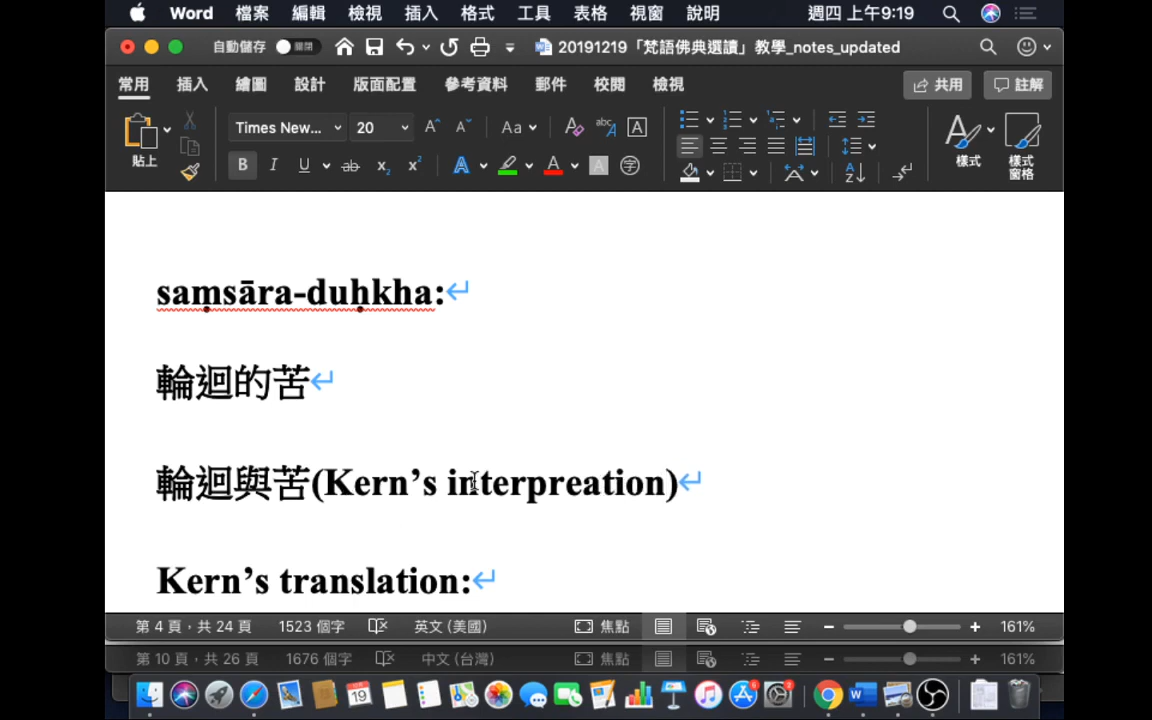 Word 檔案 編輯 檢視 插入 格式 工具 表格 視窗 說明 週四 上午9:19
自動儲存 關閉 20191219「梵語佛典選讀」教學_notes_updated
常用 插入 繪圖 設計 版面配置 參考資料 郵件 校閱 檢視 共用 註解
貼上 Times New... 20 Aa 樣式 樣式窗格
saṃsāra-duḥkha:
輪迴的苦
輪迴與苦(Kern’s interpreation)
Kern’s translation:
第 4 頁，共 24 頁 1523 個字 英文 (美國) 焦點 161%
第 10 頁，共 26 頁 1676 個字 中文 (台灣) 焦點 161%